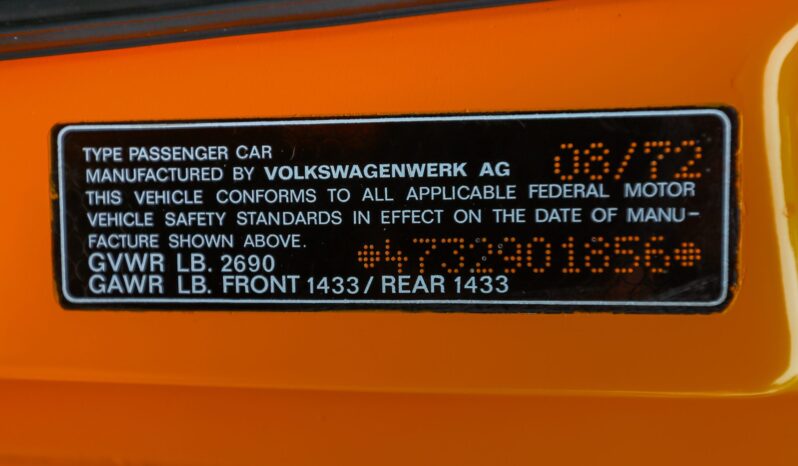 TYPE PASSENGER CAR
MANUFACTURED BY VOLKSWAGENWERK AG 08/72
THIS VEHICLE CONFORMS TO ALL APPLICABLE FEDERAL MOTOR
VEHICLE SAFETY STANDARDS IN EFFECT ON THE DATE OF MANU-
FACTURE SHOWN ABOVE.
GVWR LB. 2690 *4732901856*
GAWR LB. FRONT 1433/ REAR 1433